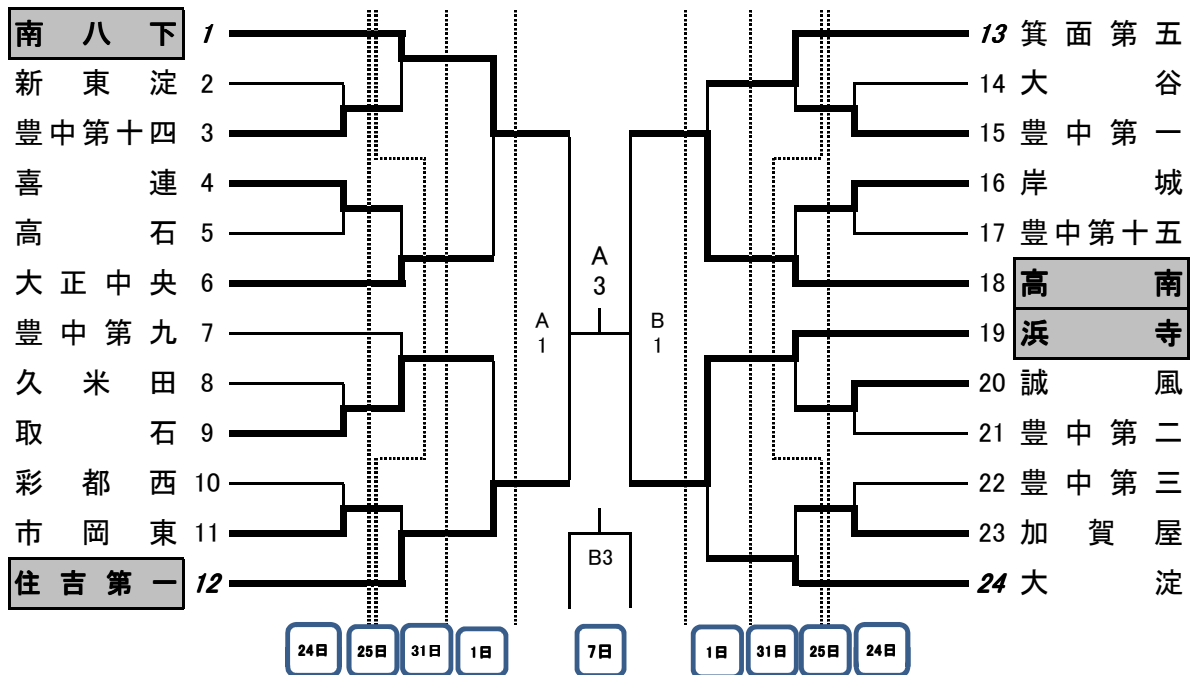 南八下 1
新東淀 2
豊中第十四 3
喜連 4
高石 5
大正中央 6
豊中第九 7
久米田 8
取石 9
彩都西 10
市岡東 11
住吉第一 12
A
3
A
1
B
1
B3
13 箕面第五
14 大谷
15 豊中第一
16 岸城
17 豊中第十五
18 高南
19 浜寺
20 誠風
21 豊中第二
22 豊中第三
23 加賀屋
24 大淀
24日 25日 31日 1日 7日 1日 31日 25日 24日